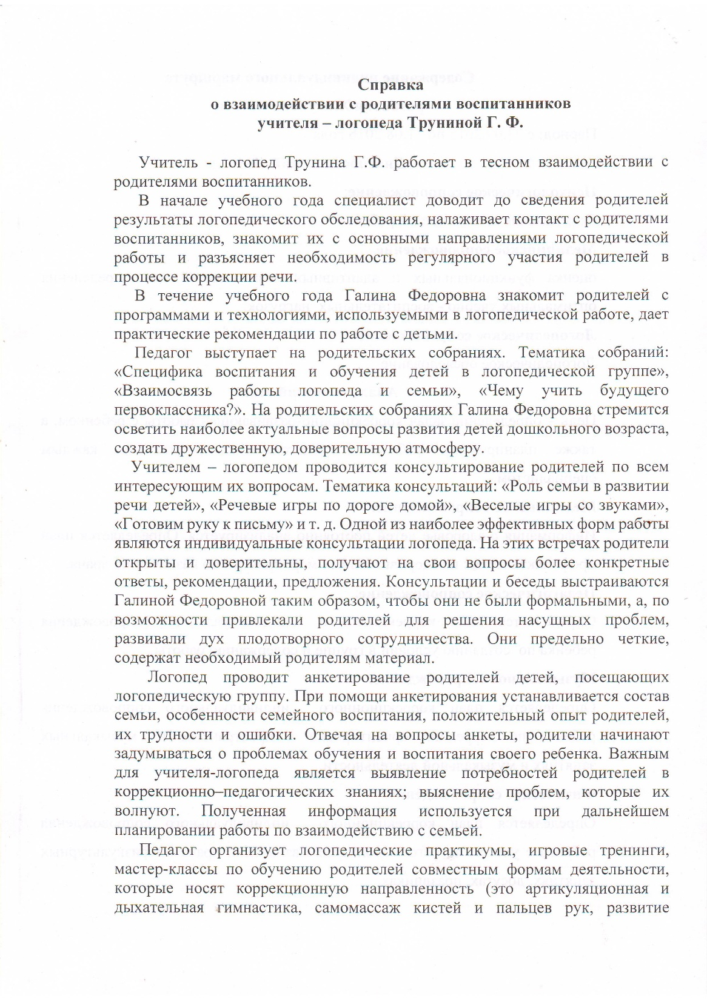 Справка
о взаимодействии с родителями воспитанников
учителя – логопеда Труниной Г. Ф.
Учитель - логопед Трунина Г.Ф. работает в тесном взаимодействии с
родителями воспитанников.
В начале учебного года специалист доводит до сведения родителей
результаты логопедического обследования, налаживает контакт с родителями
воспитанников, знакомит их с основными направлениями логопедической
работы и разъясняет необходимость регулярного участия родителей в
процессе коррекции речи.
В течение учебного года Галина Федоровна знакомит родителей с
программами и технологиями, используемыми в логопедической работе, дает
практические рекомендации по работе с детьми.
Педагог выступает на родительских собраниях. Тематика собраний:
«Специфика воспитания и обучения детей в логопедической группе»,
«Взаимосвязь работы логопеда и семьи», «Чему учить будущего
первоклассника?». На родительских собраниях Галина Федоровна стремится
осветить наиболее актуальные вопросы развития детей дошкольного возраста,
создать дружественную, доверительную атмосферу.
Учителем – логопедом проводится консультирование родителей по всем
интересующим их вопросам. Тематика консультаций: «Роль семьи в развитии
речи детей», «Речевые игры по дороге домой», «Веселые игры со звуками»,
«Готовим руку к письму» и т. д. Одной из наиболее эффективных форм работы
являются индивидуальные консультации логопеда. На этих встречах родители
открыты и доверительны, получают на свои вопросы более конкретные
ответы, рекомендации, предложения. Консультации и беседы выстраиваются
Галиной Федоровной таким образом, чтобы они не были формальными, а, по
возможности привлекали родителей для решения насущных проблем,
развивали дух плодотворного сотрудничества. Они предельно четкие,
содержат необходимый родителям материал.
Логопед проводит анкетирование родителей детей, посещающих
логопедическую группу. При помощи анкетирования устанавливается состав
семьи, особенности семейного воспитания, положительный опыт родителей,
их трудности и ошибки. Отвечая на вопросы анкеты, родители начинают
задумываться о проблемах обучения и воспитания своего ребенка. Важным
для учителя-логопеда является выявление потребностей родителей в
коррекционно–педагогических знаниях; выяснение проблем, которые их
волнуют. Полученная информация используется при дальнейшем
планировании работы по взаимодействию с семьей.
Педагог организует логопедические практикумы, игровые тренинги,
мастер-классы по обучению родителей совместным формам деятельности,
которые носят коррекционную направленность (это артикуляционная и
дыхательная гимнастика, самомассаж кистей и пальцев рук, развитие